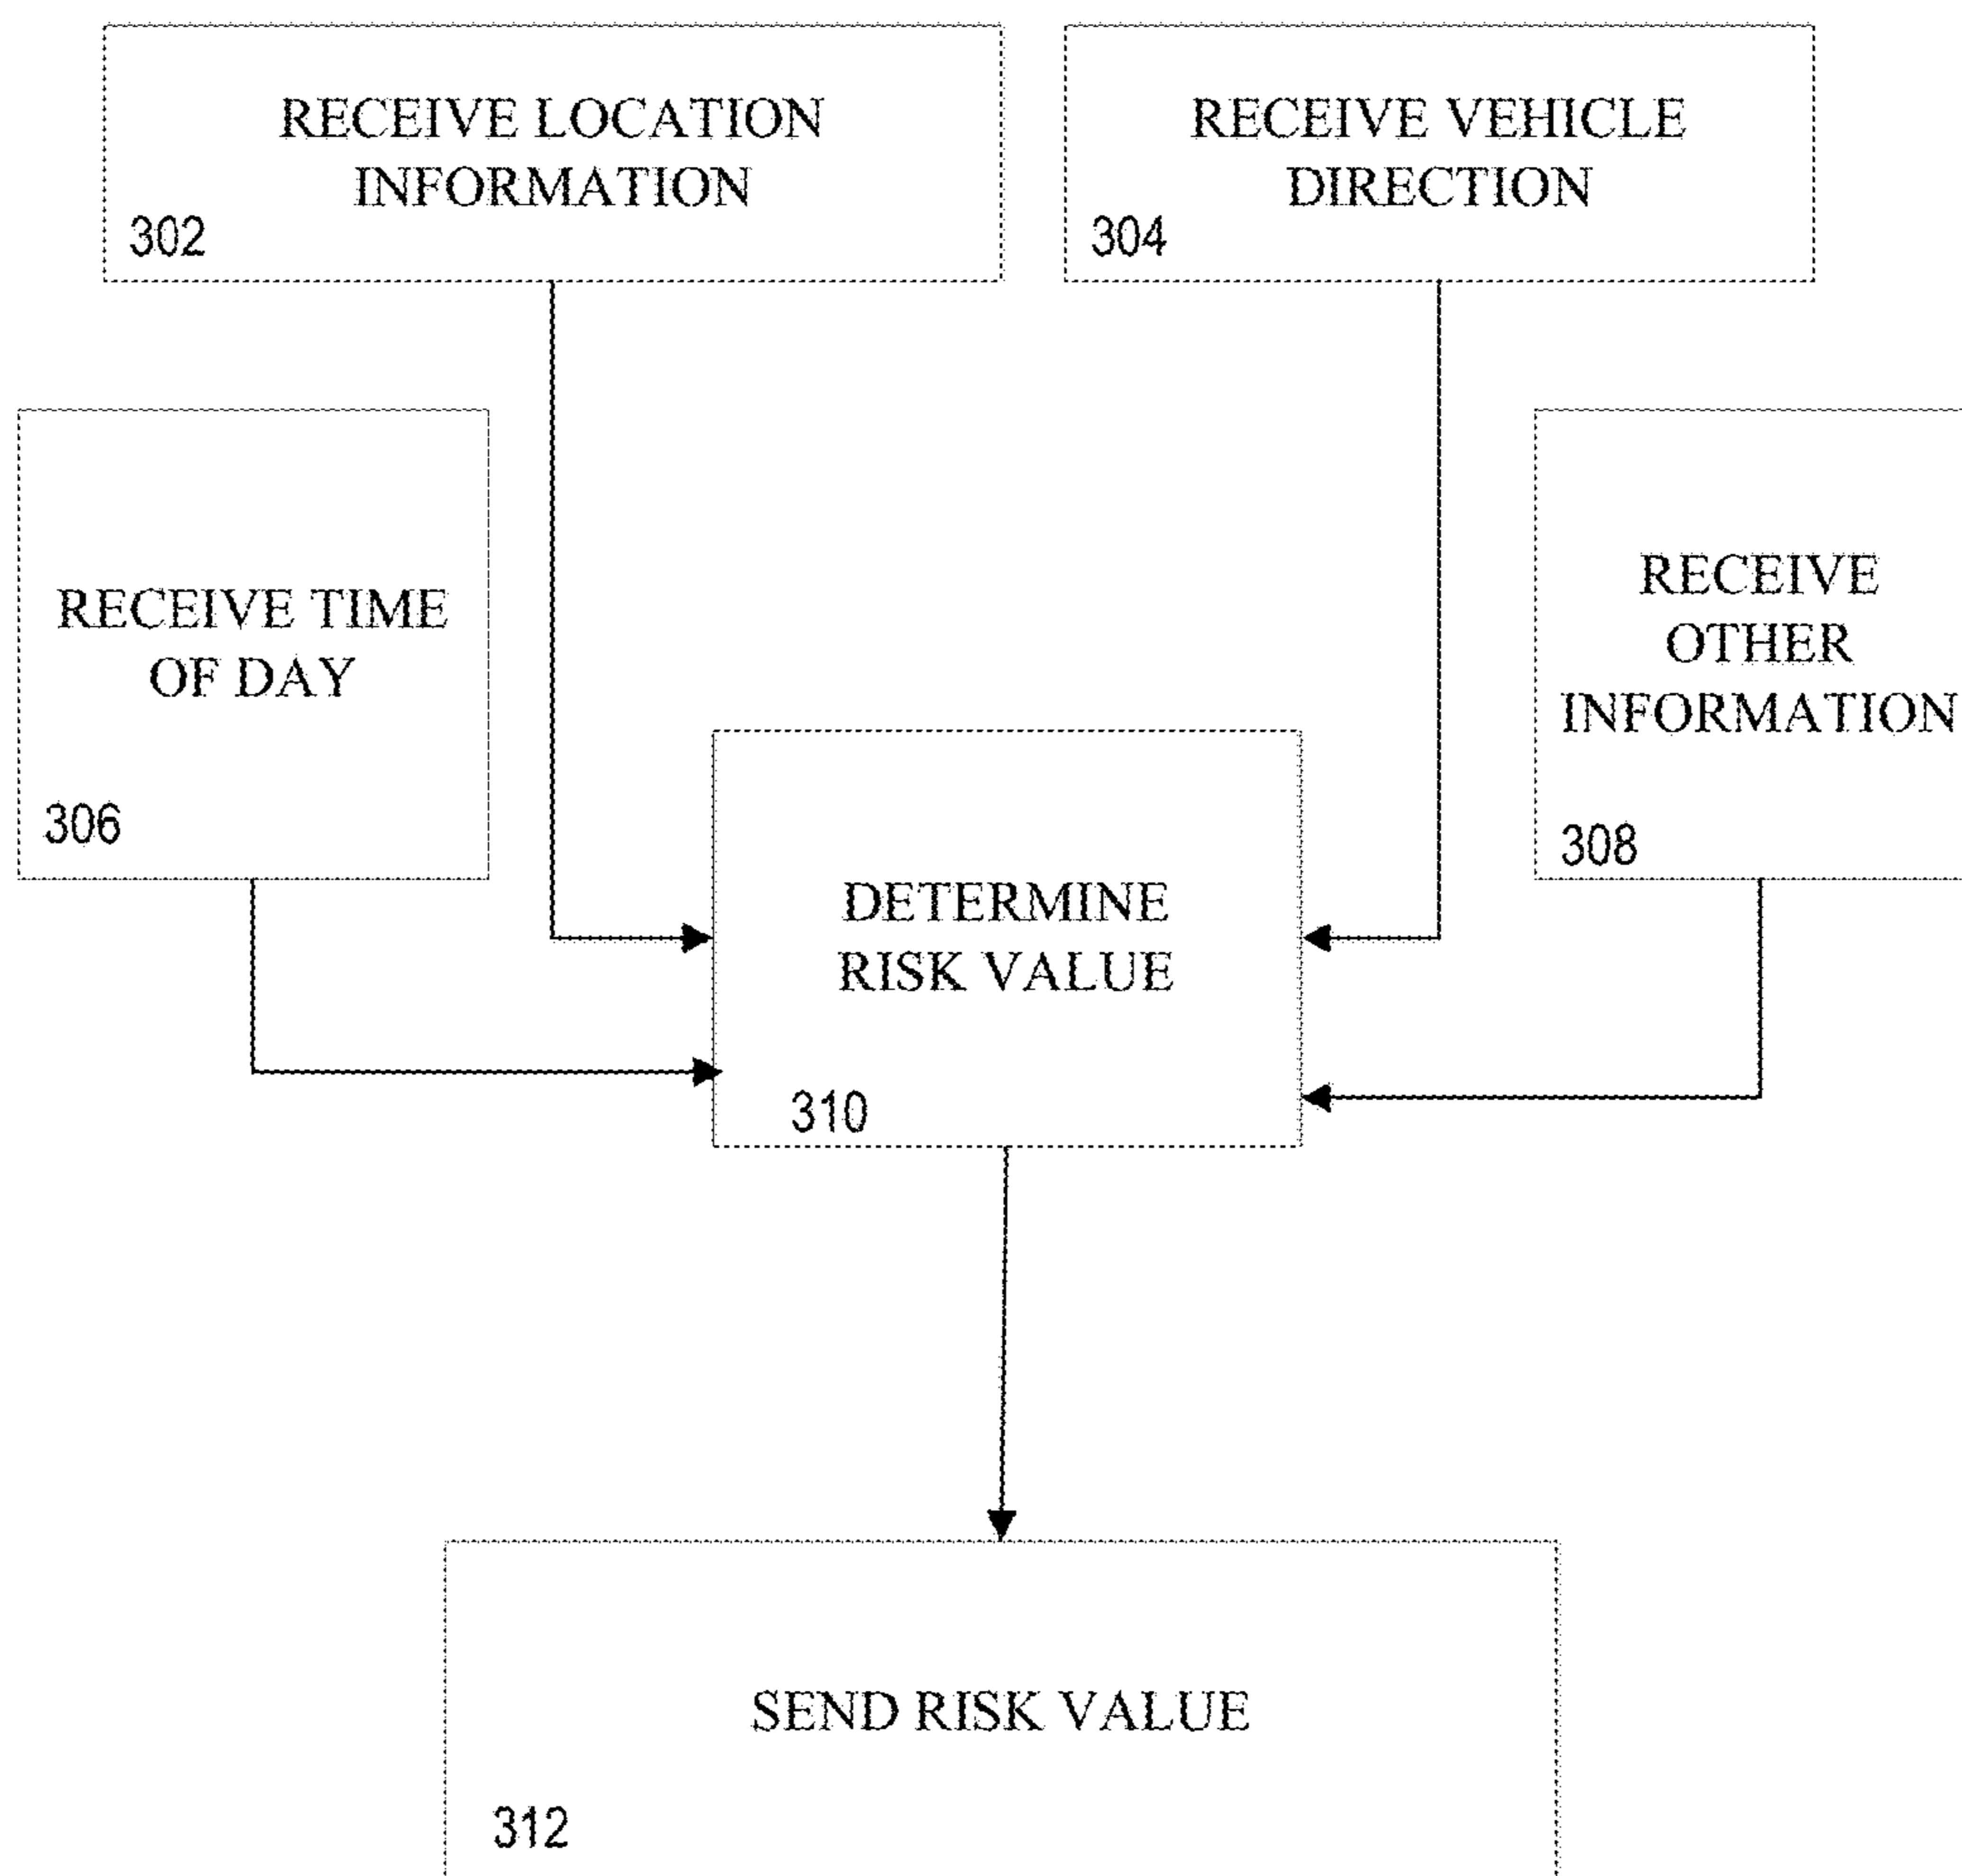 RECEIVE LOCATION
INFORMATION
302
RECEIVE VEHICLE
DIRECTION
304
RECEIVE TIME
OF DAY
306
RECEIVE
OTHER
INFORMATION
308
DETERMINE
RISK VALUE
310
SEND RISK VALUE
312